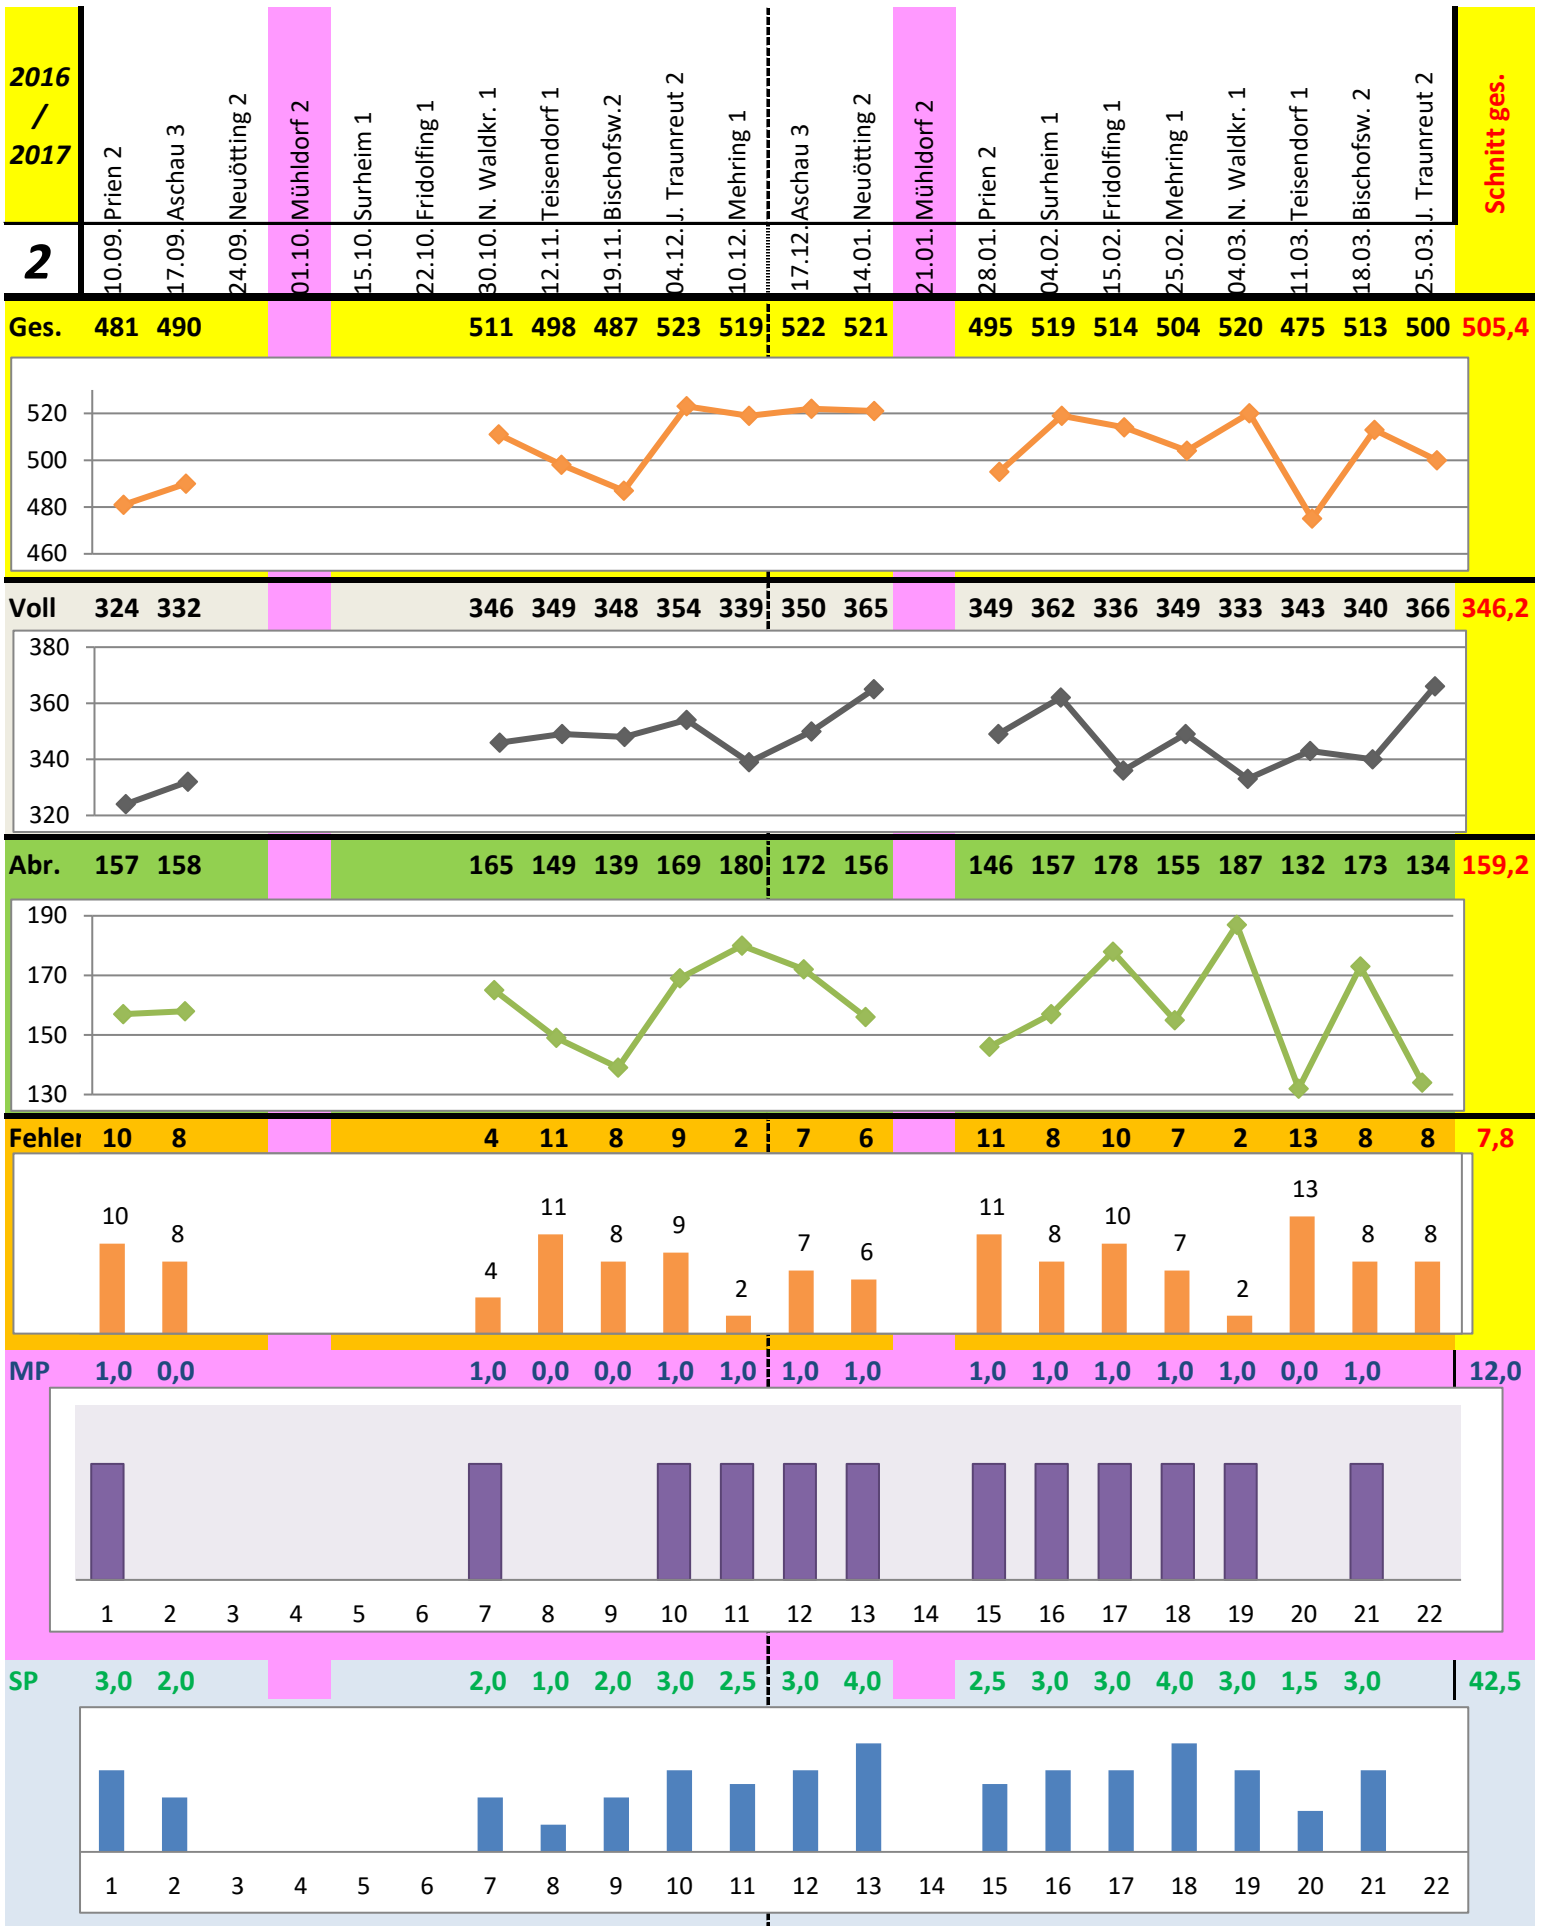 2016
/
2017
Prien 2
Aschau 3
Neuötting 2
Mühldorf 2
Surheim 1
Fridolfing 1
N. Waldkr. 1
Teisendorf 1
Bischofsw.2
J. Traunreut 2
Mehring 1
Aschau 3
Neuötting 2
Mühldorf 2
Prien 2
Surheim 1
Fridolfing 1
Mehring 1
N. Waldkr. 1
Teisendorf 1
Bischofsw. 2
J. Traunreut 2
Schnitt ges.
2
10.09.
17.09.
24.09.
01.10.
15.10.
22.10.
30.10.
12.11.
19.11.
04.12.
10.12.
17.12.
14.01.
21.01.
28.01.
04.02.
15.02.
25.02.
04.03.
11.03.
18.03.
25.03.
Ges. 481 490 511 498 487 523 519 522 521 495 519 514 504 520 475 513 500 505,4
520
500
480
460
Voll 324 332 346 349 348 354 339 350 365 349 362 336 349 333 343 340 366 346,2
380
360
340
320
Abr. 157 158 165 149 139 169 180 172 156 146 157 178 155 187 132 173 134 159,2
190
170
150
130
Fehler 10 8 4 11 8 9 2 7 6 11 8 10 7 2 13 8 8 7,8
10 8 4 11 8 9 2 7 6 11 8 10 7 2 13 8 8
MP 1,0 0,0 1,0 0,0 0,0 1,0 1,0 1,0 1,0 1,0 1,0 1,0 1,0 1,0 0,0 1,0 12,0
1 2 3 4 5 6 7 8 9 10 11 12 13 14 15 16 17 18 19 20 21 22
SP 3,0 2,0 2,0 1,0 2,0 3,0 2,5 3,0 4,0 2,5 3,0 3,0 4,0 3,0 1,5 3,0 42,5
1 2 3 4 5 6 7 8 9 10 11 12 13 14 15 16 17 18 19 20 21 22